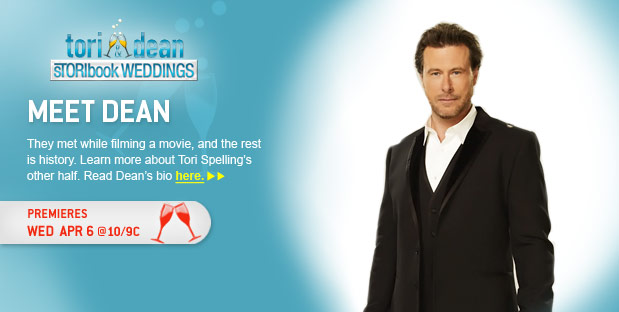 tori & dean
sTORIbook WEDDINGS
MEET DEAN
They met while filming a movie, and the rest
is history. Learn more about Tori Spelling's
other half. Read Dean's bio here.
PREMIERES
WED APR 6 @10/9C